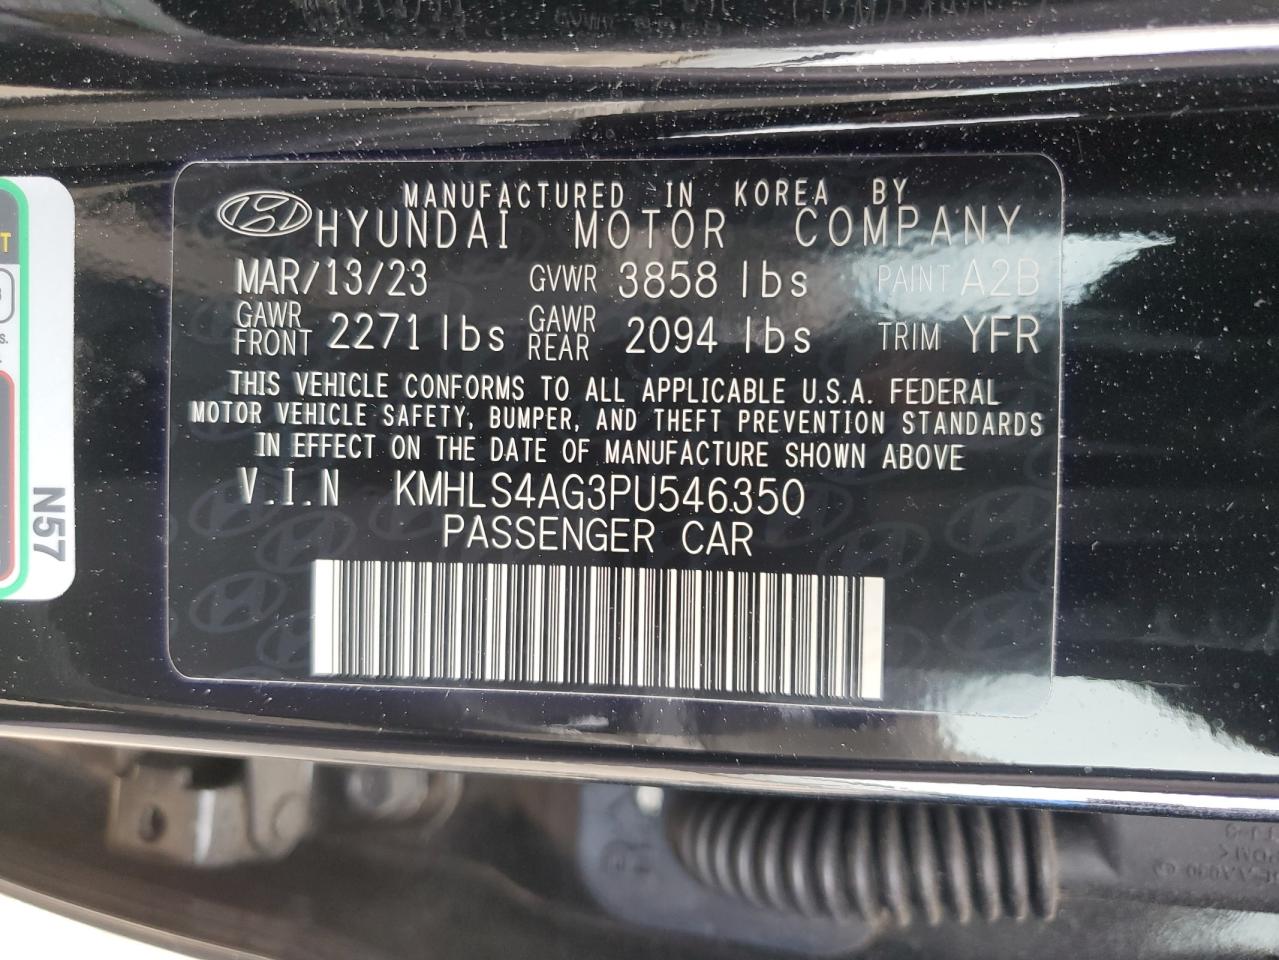 MANUFACTURED IN KOREA BY
HYUNDAI MOTOR COMPANY
MAR/13/23 GVWR 3858 lbs PAINT A2B
GAWR FRONT 2271 lbs GAWR REAR 2094 lbs TRIM YFR
THIS VEHICLE CONFORMS TO ALL APPLICABLE U.S.A. FEDERAL
MOTOR VEHICLE SAFETY, BUMPER, AND THEFT PREVENTION STANDARDS
IN EFFECT ON THE DATE OF MANUFACTURE SHOWN ABOVE
V.I.N KMHLS4AG3PU546350
PASSENGER CAR
N57